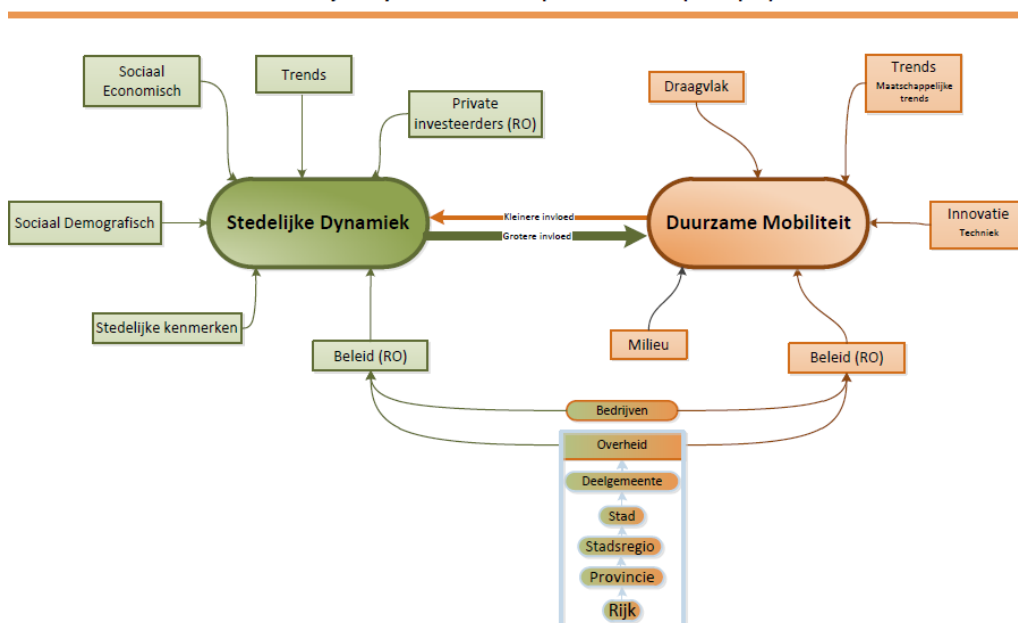 Sociaal
Economisch
Trends
Private
investeerders (RO)
Draagvlak
Trends
Maatschappelijke
trends
Sociaal Demografisch
Stedelijke Dynamiek
Kleinere invloed
Grotere invloed
Duurzame Mobiliteit
Innovatie
Techniek
Stedelijke kenmerken
Beleid (RO)
Milieu
Beleid (RO)
Bedrijven
Overheid
Deelgemeente
Stad
Stadsregio
Provincie
Rijk